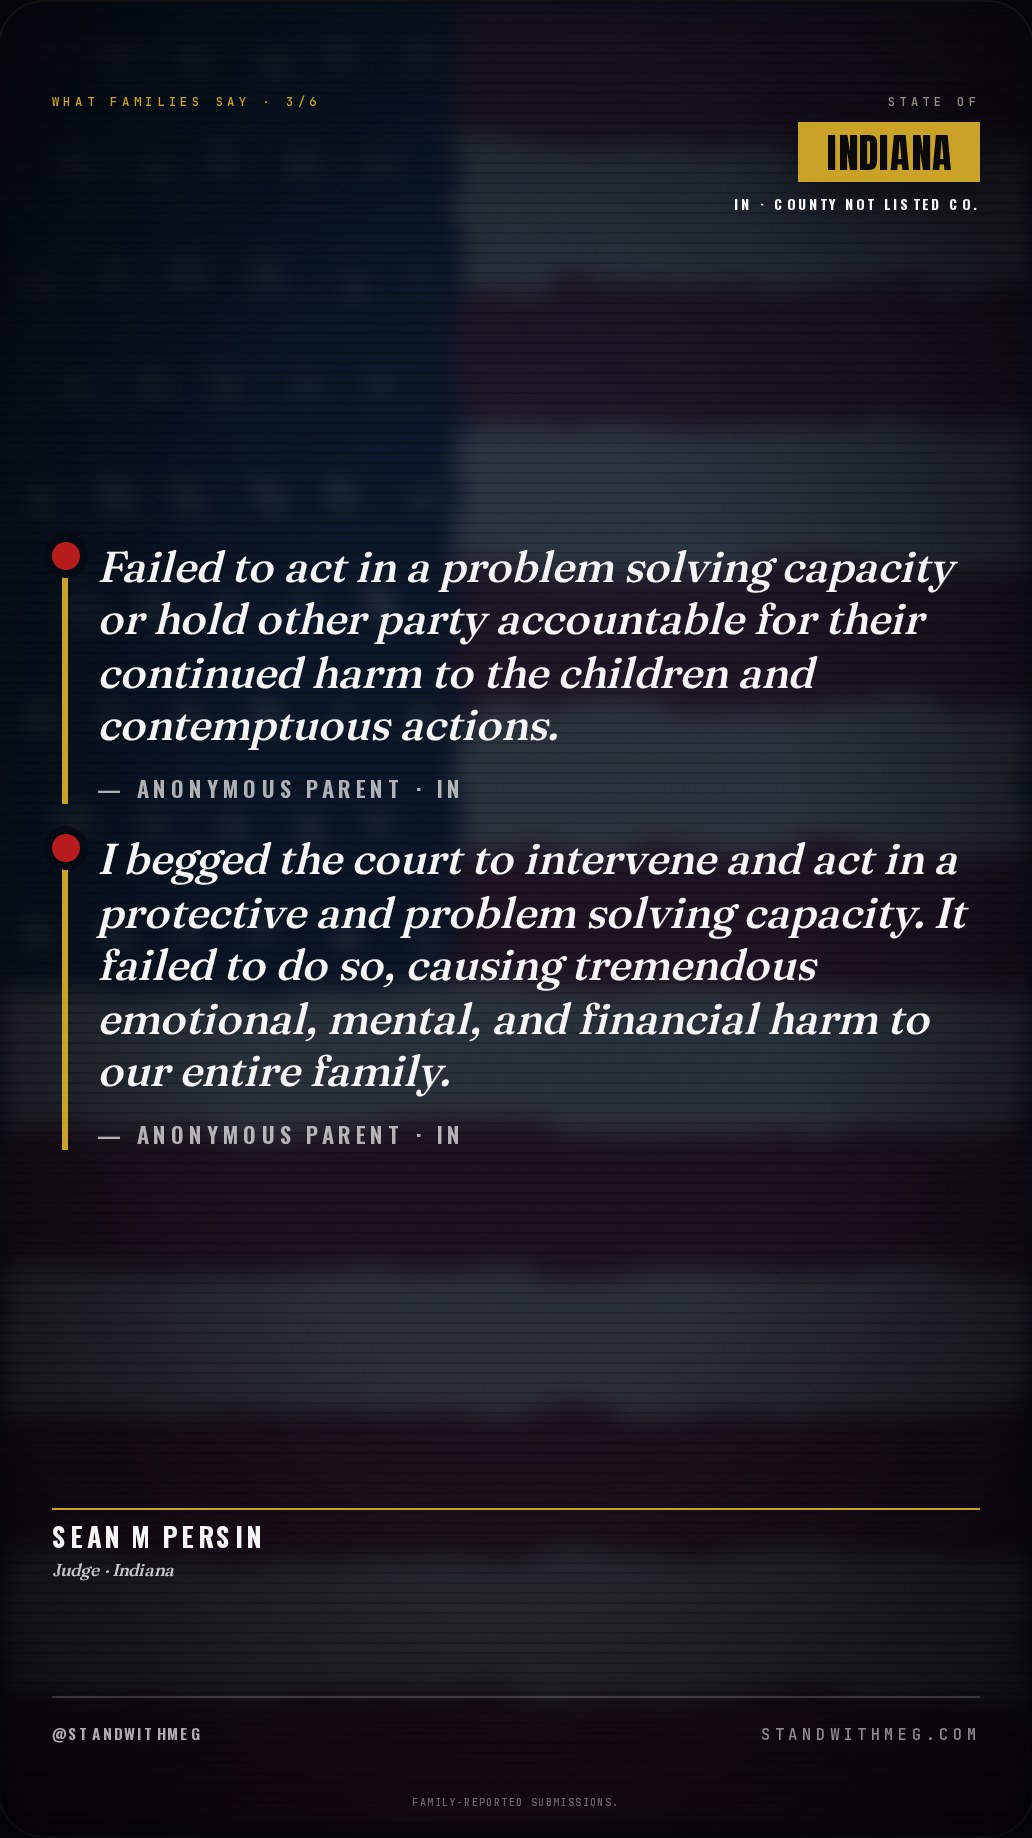 WHAT FAMILIES SAY · 3/6
STATE OF
INDIANA
IN · COUNTY NOT LISTED CO.
Failed to act in a problem solving capacity
or hold other party accountable for their
continued harm to the children and
contemptuous actions.
— ANONYMOUS PARENT · IN
I begged the court to intervene and act in a
protective and problem solving capacity. It
failed to do so, causing tremendous
emotional, mental, and financial harm to
our entire family.
— ANONYMOUS PARENT · IN
SEAN M PERSIN
Judge · Indiana
@STANDWITHMEG
STANDWITHMEG.COM
FAMILY-REPORTED SUBMISSIONS.